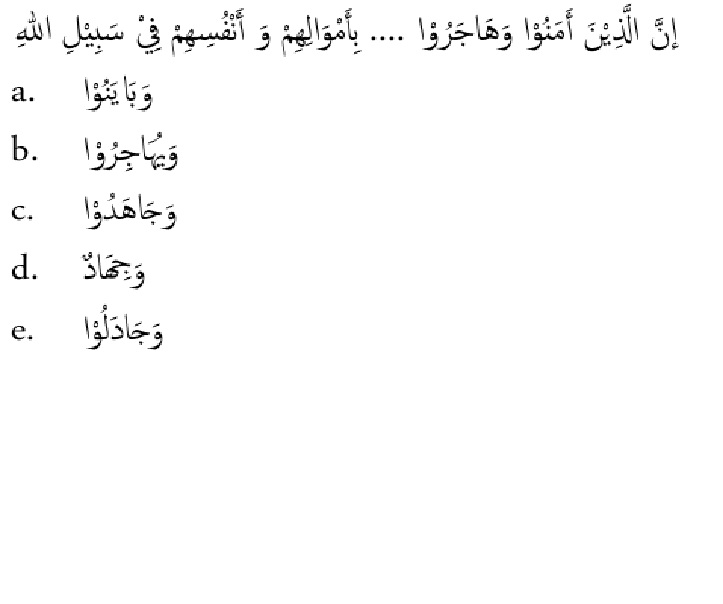 إِنَّ الَّذِيْنَ أَمَنُوْا وَهَاجَرُوْا .... بِأَمْوَالِهِمْ وَ أَنْفُسِهِمْ فِيْ سَبِيْلِ اللهِ
a. وَبَايَنُوْا
b. وَيُهَاجِرُوْا
c. وَجَاهَدُوْا
d. وَجِهَادٌ
e. وَجَادَلُوْا